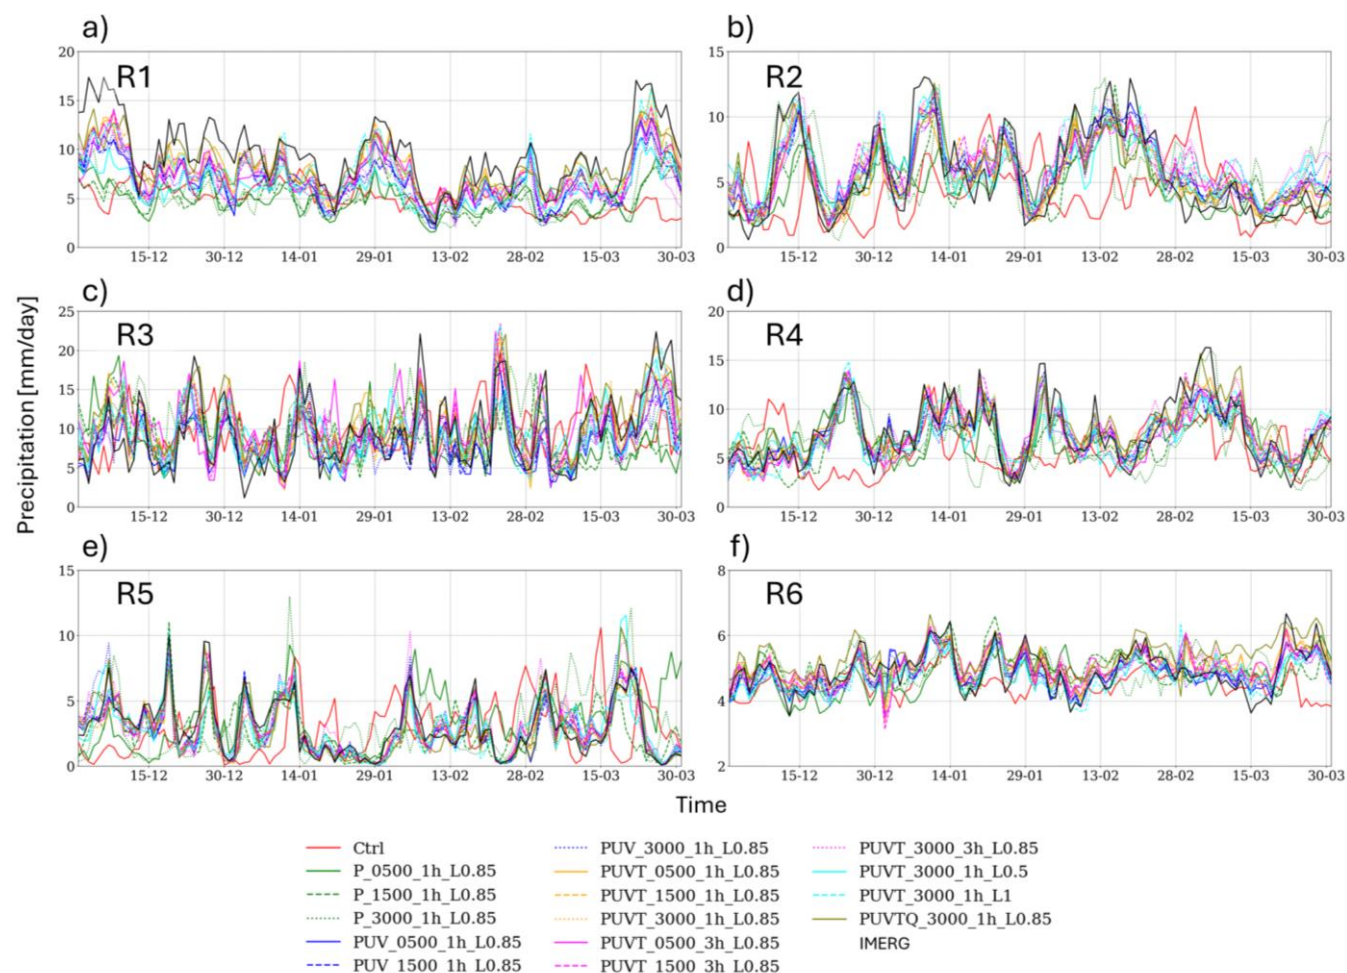 a)
b)
20
15
10
5
0
R1
15-12 30-12 14-01 29-01 13-02 28-02 15-03 30-03
15
10
5
0
R2
15-12 30-12 14-01 29-01 13-02 28-02 15-03 30-03
c)
d)
25
20
15
10
5
0
R3
15-12 30-12 14-01 29-01 13-02 28-02 15-03 30-03
20
15
10
5
0
R4
15-12 30-12 14-01 29-01 13-02 28-02 15-03 30-03
Precipitation [mm/day]
e)
f)
15
10
5
0
R5
15-12 30-12 14-01 29-01 13-02 28-02 15-03 30-03
8
6
4
2
R6
15-12 30-12 14-01 29-01 13-02 28-02 15-03 30-03
Time
Ctrl
P_0500_1h_L0.85
P_1500_1h_L0.85
P_3000_1h_L0.85
PUV_0500_1h_L0.85
PUV_1500_1h_L0.85
PUV_3000_1h_L0.85
PUVT_0500_1h_L0.85
PUVT_1500_1h_L0.85
PUVT_3000_1h_L0.85
PUVT_0500_3h_L0.85
PUVT_1500_3h_L0.85
PUVT_3000_3h_L0.85
PUVT_3000_1h_L0.5
PUVT_3000_1h_L1
PUVTQ_3000_1h_L0.85
IMERG